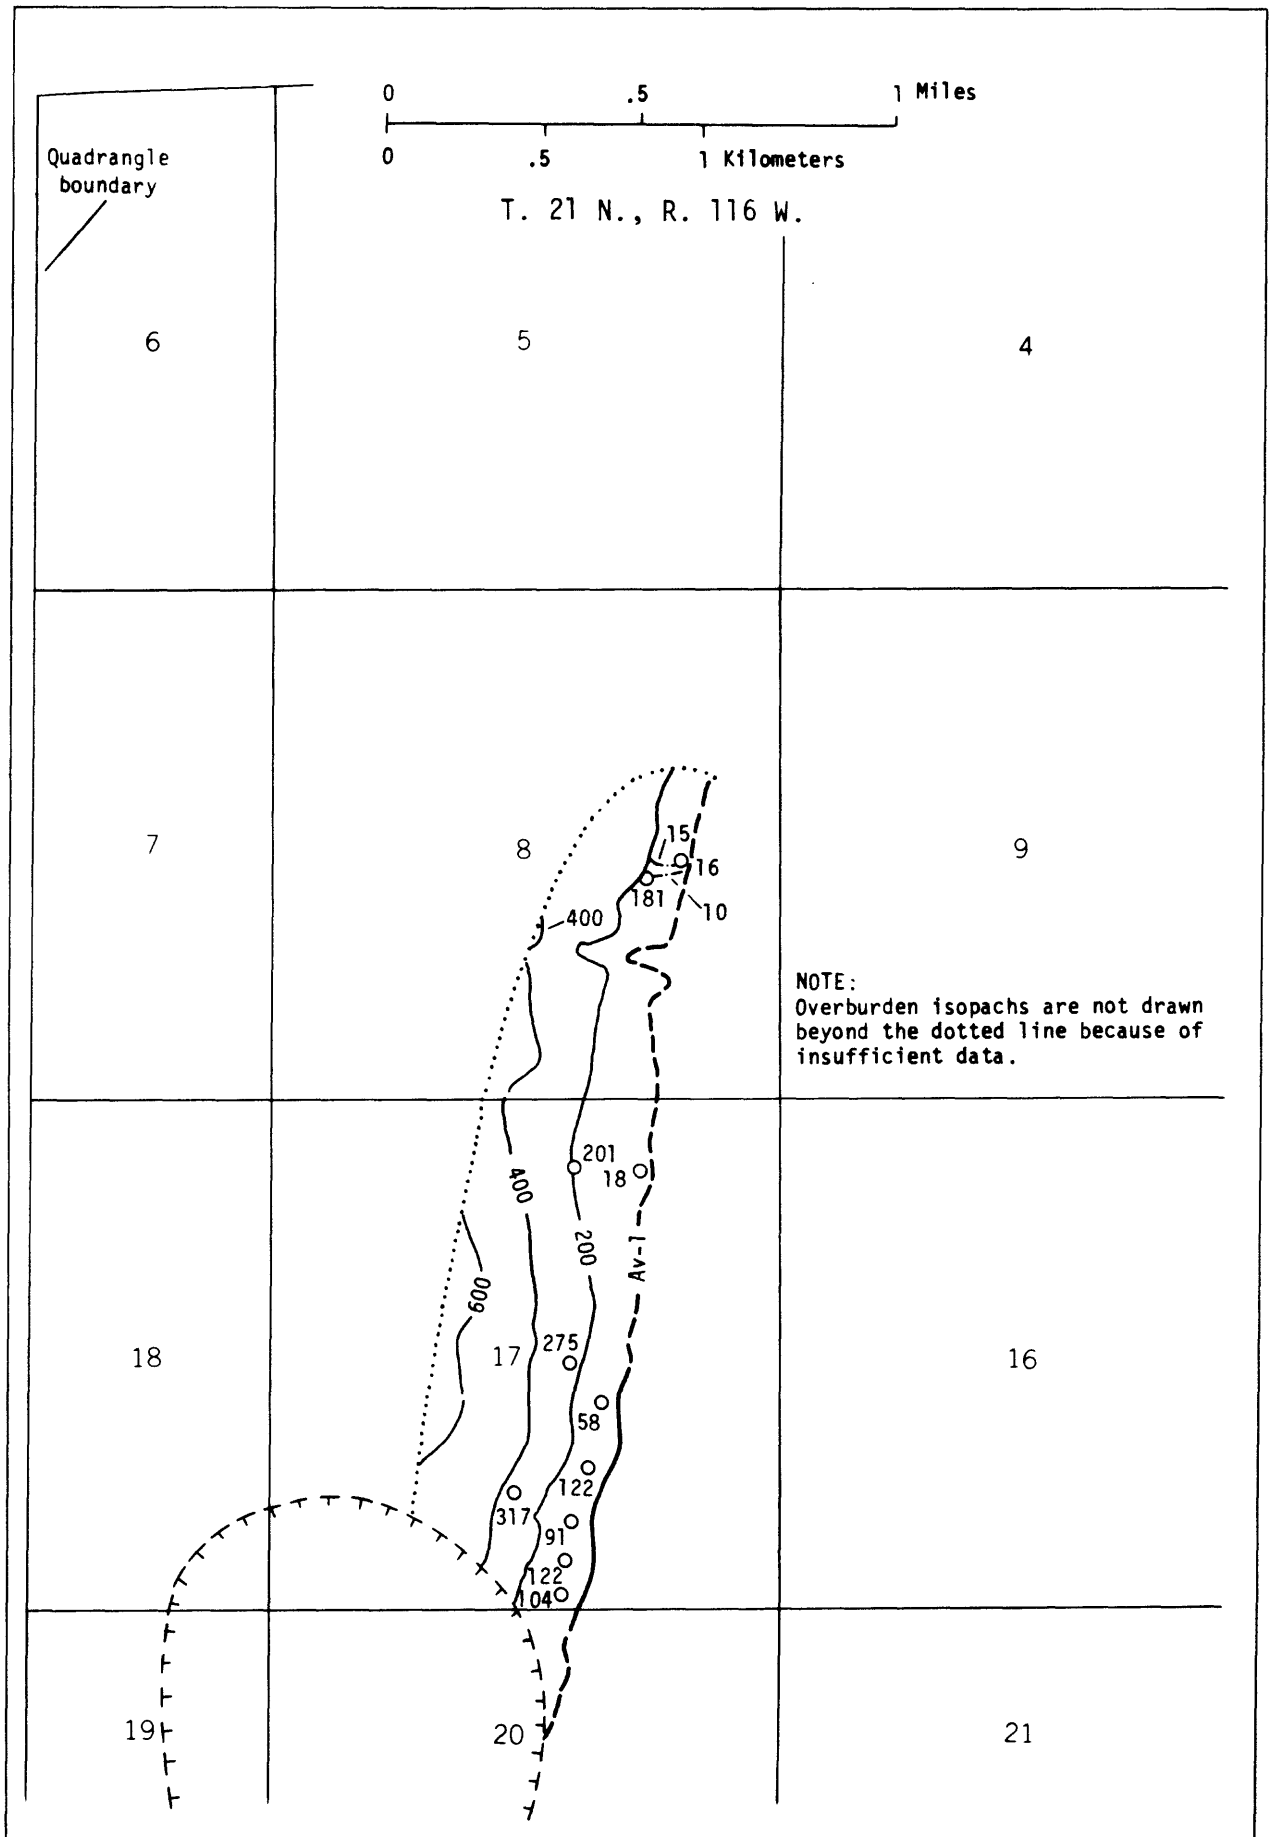 0 .5 1 Miles
0 .5 1 Kilometers
Quadrangle
boundary
T. 21 N., R. 116 W.
6 5 4
7 8 9
15
16
181
10
400
NOTE:
Overburden isopachs are not drawn
beyond the dotted line because of
insufficient data.
201
18
400
200
Av-1
600
275
18 17 16
58
122
317
91
122
104
19 20 21